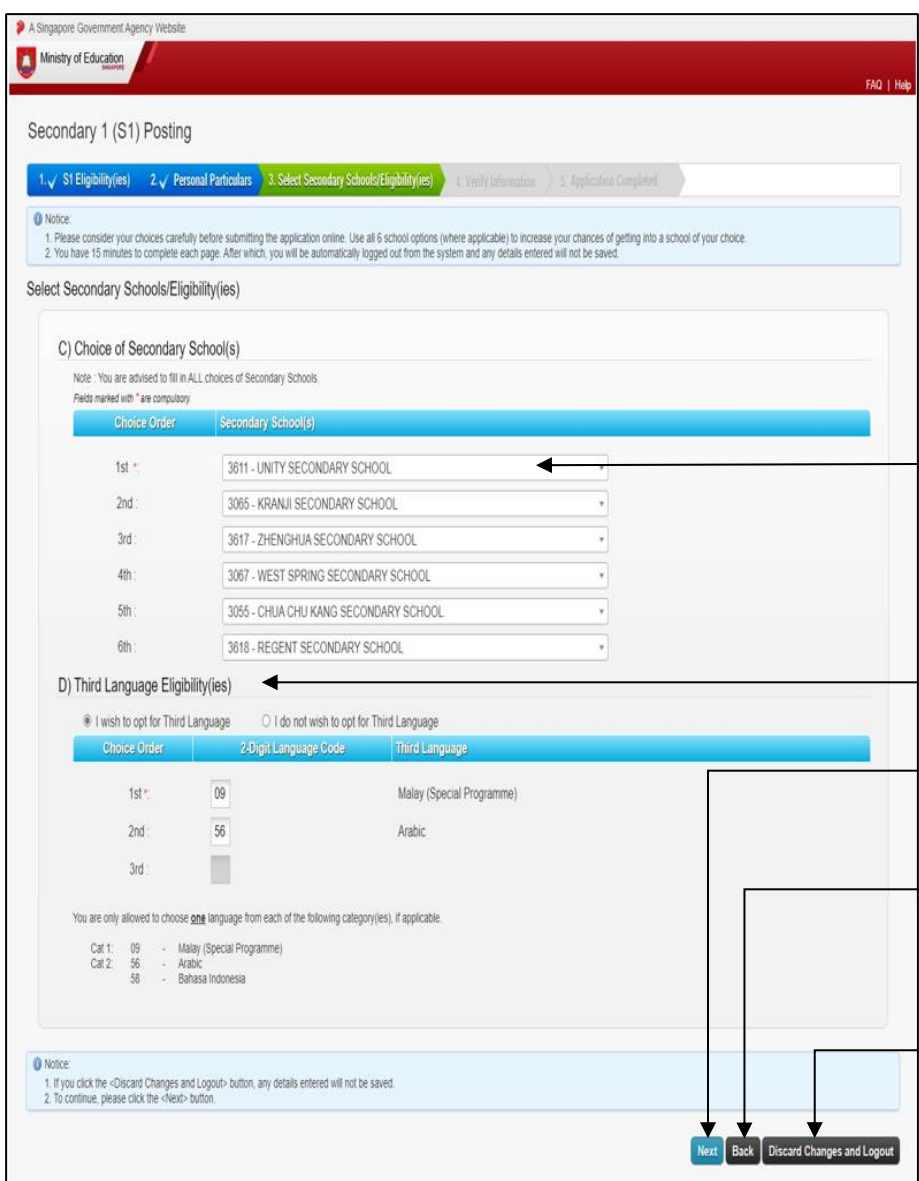 A Singapore Government Agency Website
Ministry of Education
SINGAPORE
FAQ | Help
Secondary 1 (S1) Posting
1. S1 Eligibility(ies) 2. Personal Particulars 3. Select Secondary Schools/Eligibility(ies) 4. Verify Information 5. Application Completed
Notice:
1. Please consider your choices carefully before submitting the application online. Use all 6 school options (where applicable) to increase your chances of getting into a school of your choice.
2. You have 15 minutes to complete each page. After which, you will be automatically logged out from the system and any details entered will not be saved.
Select Secondary Schools/Eligibility(ies)
C) Choice of Secondary School(s)
Note : You are advised to fill in ALL choices of Secondary Schools.
Fields marked with * are compulsory.
Choice Order Secondary School(s)
1st *: 3611 - UNITY SECONDARY SCHOOL
2nd : 3065 - KRANJI SECONDARY SCHOOL
3rd : 3617 - ZHENGHUA SECONDARY SCHOOL
4th : 3067 - WEST SPRING SECONDARY SCHOOL
5th : 3055 - CHUA CHU KANG SECONDARY SCHOOL
6th : 3618 - REGENT SECONDARY SCHOOL
D) Third Language Eligibility(ies)
I wish to opt for Third Language I do not wish to opt for Third Language
Choice Order 2-Digit Language Code Third Language
1st *: 09 Malay (Special Programme)
2nd : 56 Arabic
3rd :
You are only allowed to choose one language from each of the following category(ies), if applicable.
Cat 1: 09 - Malay (Special Programme)
Cat 2: 56 - Arabic
58 - Bahasa Indonesia
Notice:
1. If you click the <Discard Changes and Logout> button, any details entered will not be saved.
2. To continue, please click the <Next> button.
Next Back Discard Changes and Logout